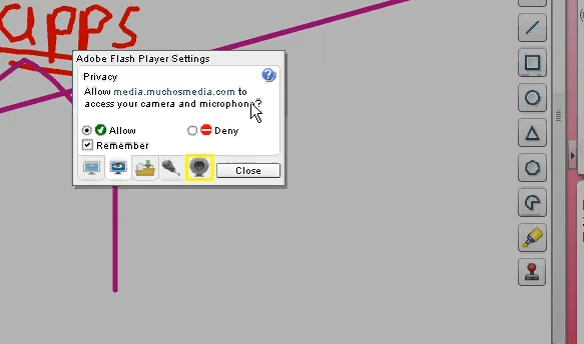 apps
Adobe Flash Player Settings
Privacy
Allow media.muchosmedia.com to
access your camera and microphone?
Allow
Deny
Remember
Close